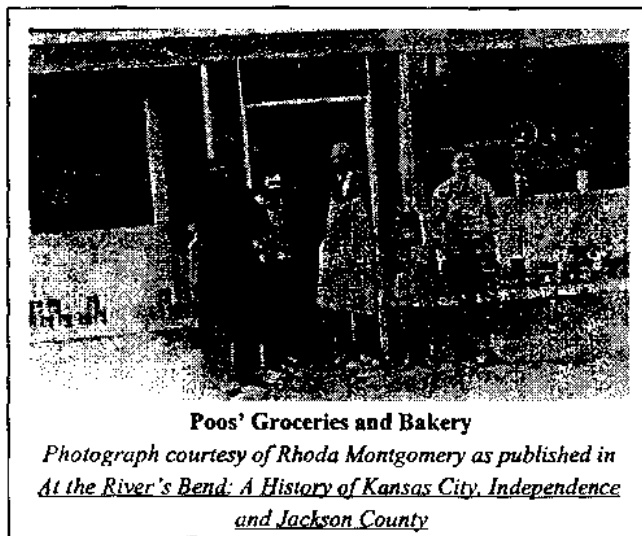 Poos' Groceries and Bakery
Photograph courtesy of Rhoda Montgomery as published in
At the River's Bend: A History of Kansas City, Independence
and Jackson County